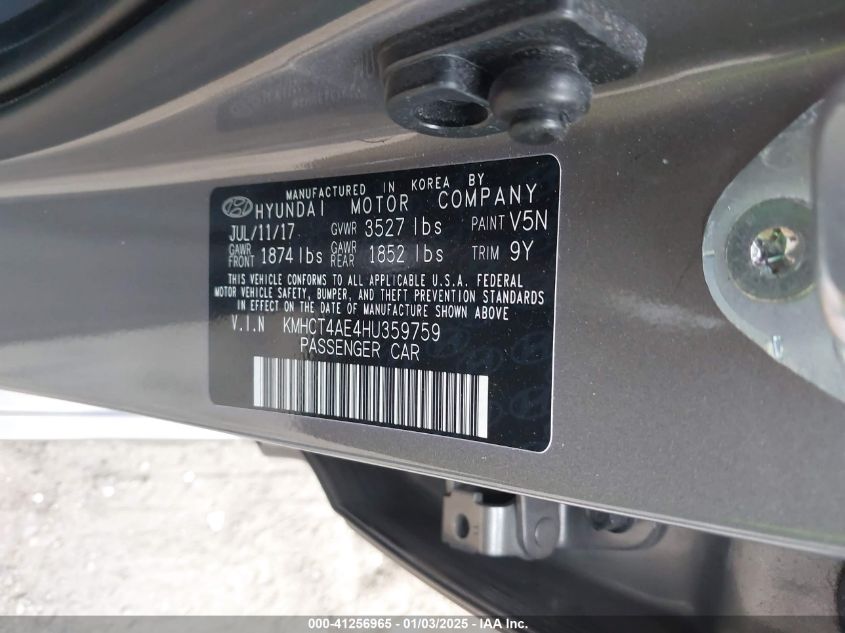 MANUFACTURED IN KOREA BY
HYUNDAI MOTOR COMPANY
JUL/11/17 GVWR 3527 lbs PAINT V5N
GAWR FRONT 1874 lbs GAWR REAR 1852 lbs TRIM 9Y
THIS VEHICLE CONFORMS TO ALL APPLICABLE U.S.A. FEDERAL
MOTOR VEHICLE SAFETY, BUMPER, AND THEFT PREVENTION STANDARDS
IN EFFECT ON THE DATE OF MANUFACTURE SHOWN ABOVE
V.I.N KMHCT4AE4HU359759
PASSENGER CAR
000-41256965 - 01/03/2025 - IAA Inc.